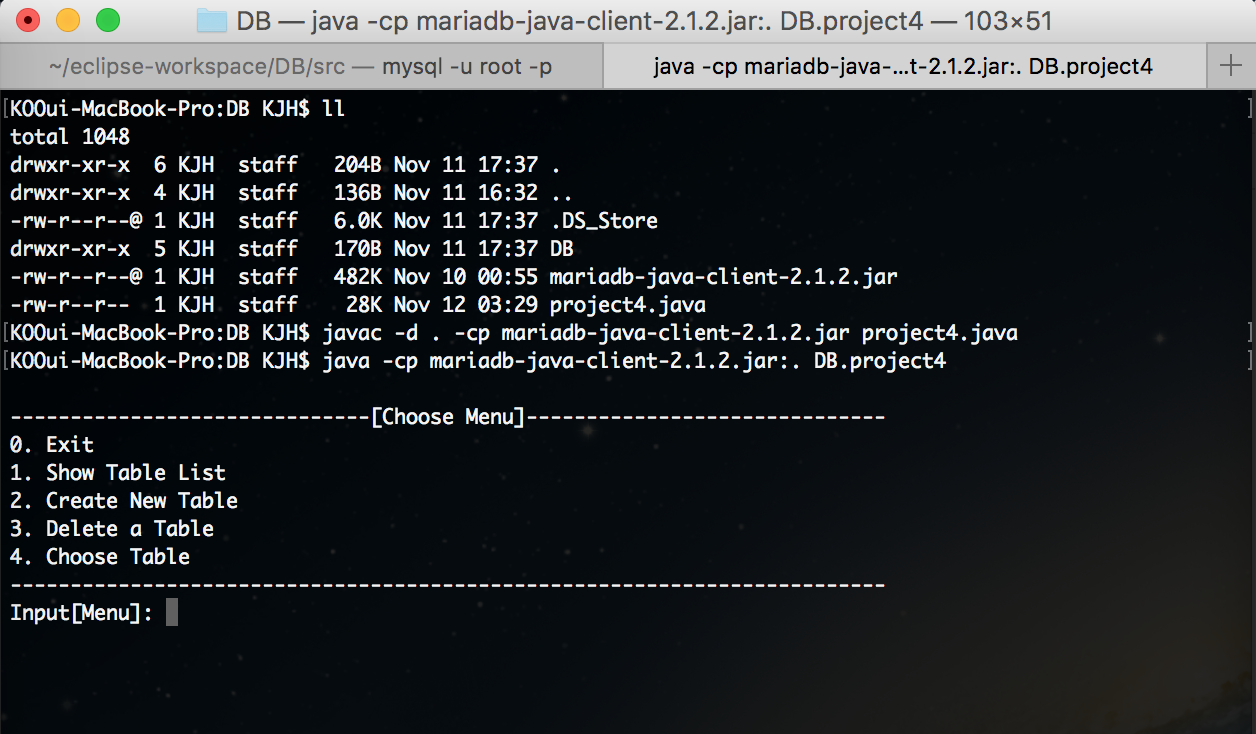 DB — java -cp mariadb-java-client-2.1.2.jar:. DB.project4 — 103×51
~/eclipse-workspace/DB/src — mysql -u root -p
java -cp mariadb-java-...t-2.1.2.jar:. DB.project4
[KOOui-MacBook-Pro:DB KJH$ ll ]
total 1048
drwxr-xr-x  6 KJH  staff   204B Nov 11 17:37 .
drwxr-xr-x  4 KJH  staff   136B Nov 11 16:32 ..
-rw-r--r--@ 1 KJH  staff   6.0K Nov 11 17:37 .DS_Store
drwxr-xr-x  5 KJH  staff   170B Nov 11 17:37 DB
-rw-r--r--@ 1 KJH  staff   482K Nov 10 00:55 mariadb-java-client-2.1.2.jar
-rw-r--r--  1 KJH  staff    28K Nov 12 03:29 project4.java
[KOOui-MacBook-Pro:DB KJH$ javac -d . -cp mariadb-java-client-2.1.2.jar project4.java ]
[KOOui-MacBook-Pro:DB KJH$ java -cp mariadb-java-client-2.1.2.jar:. DB.project4 ]
------------------------------[Choose Menu]------------------------------
0. Exit
1. Show Table List
2. Create New Table
3. Delete a Table
4. Choose Table
-------------------------------------------------------------------------
Input[Menu]: